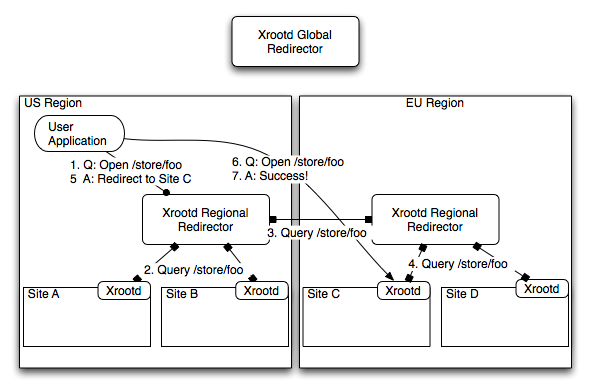 Xrootd Global
Redirector
US Region
EU Region
User
Application
1. Q: Open /store/foo
5 A: Redirect to Site C
6. Q: Open /store/foo
7. A: Success!
Xrootd Regional
Redirector
Xrootd Regional
Redirector
3. Query /store/foo
2. Query /store/foo
4. Query /store/foo
Site A
Xrootd
Site B
Xrootd
Site C
Xrootd
Site D
Xrootd